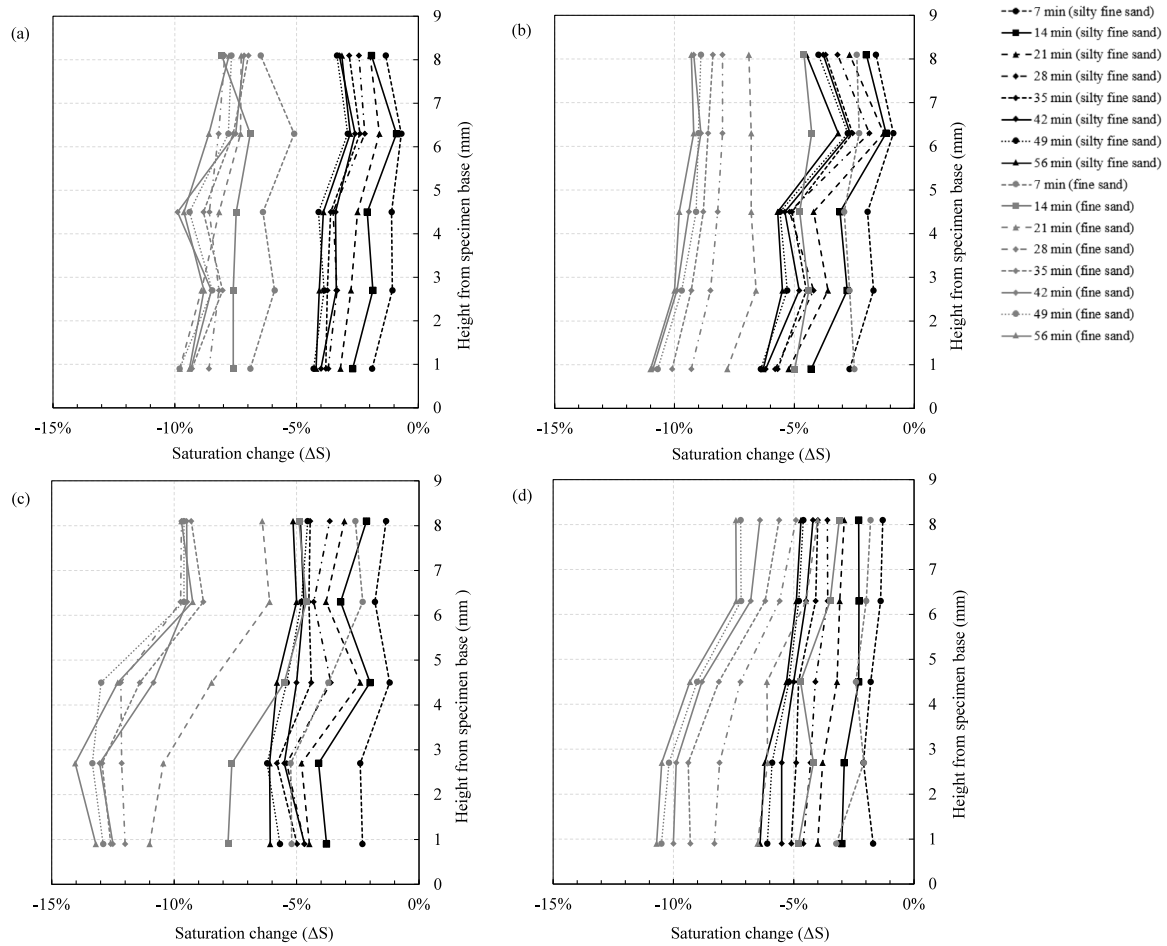 (a)
9
8
7
6
5
4
3
2
1
0
Height from specimen base (mm)
-15%
-10%
-5%
0%
Saturation change (ΔS)
(b)
9
8
7
6
5
4
3
2
1
0
Height from specimen base (mm)
-15%
-10%
-5%
0%
Saturation change (ΔS)
7 min (silty fine sand)
14 min (silty fine sand)
21 min (silty fine sand)
28 min (silty fine sand)
35 min (silty fine sand)
42 min (silty fine sand)
49 min (silty fine sand)
56 min (silty fine sand)
7 min (fine sand)
14 min (fine sand)
21 min (fine sand)
28 min (fine sand)
35 min (fine sand)
42 min (fine sand)
49 min (fine sand)
56 min (fine sand)
(c)
9
8
7
6
5
4
3
2
1
0
Height from specimen base (mm )
-15%
-10%
-5%
0%
Saturation change (ΔS)
(d)
9
8
7
6
5
4
3
2
1
0
Height from specimen base (mm)
-15%
-10%
-5%
0%
Saturation change (ΔS)